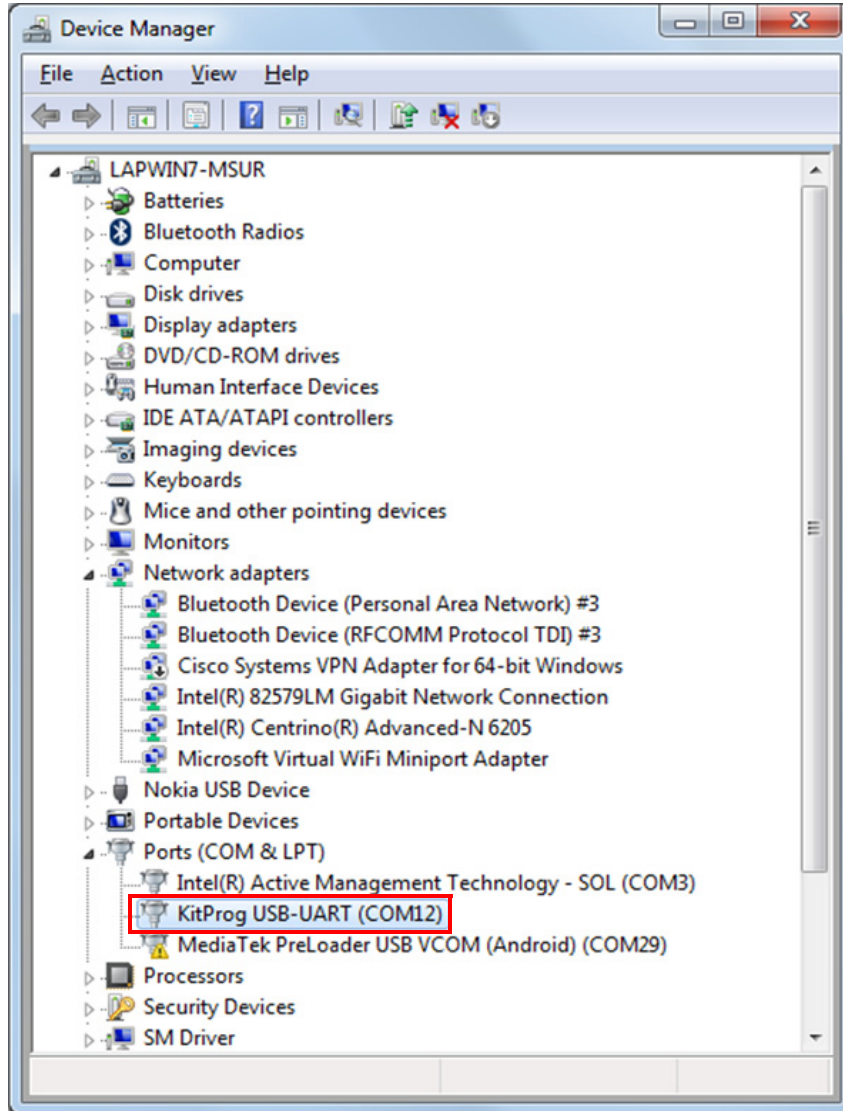 Device Manager
File Action View Help
LAPWIN7-MSUR
Batteries
Bluetooth Radios
Computer
Disk drives
Display adapters
DVD/CD-ROM drives
Human Interface Devices
IDE ATA/ATAPI controllers
Imaging devices
Keyboards
Mice and other pointing devices
Monitors
Network adapters
Bluetooth Device (Personal Area Network) #3
Bluetooth Device (RFCOMM Protocol TDI) #3
Cisco Systems VPN Adapter for 64-bit Windows
Intel(R) 82579LM Gigabit Network Connection
Intel(R) Centrino(R) Advanced-N 6205
Microsoft Virtual WiFi Miniport Adapter
Nokia USB Device
Portable Devices
Ports (COM & LPT)
Intel(R) Active Management Technology - SOL (COM3)
KitProg USB-UART (COM12)
MediaTek PreLoader USB VCOM (Android) (COM29)
Processors
Security Devices
SM Driver